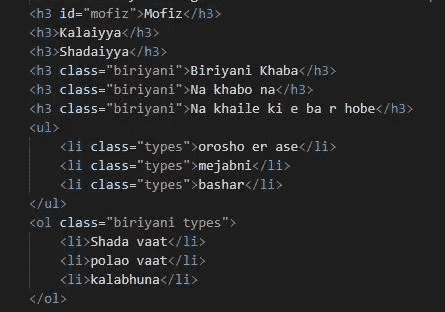 <h3 id="mofiz">Mofiz</h3>
<h3>Kalaiyya</h3>
<h3>Shadaiyya</h3>
<h3 class="biriyani">Biriyani Khaba</h3>
<h3 class="biriyani">Na khabo na</h3>
<h3 class="biriyani">Na khaile ki e ba r hobe</h3>
<ul>
    <li class="types">orosho er ase</li>
    <li class="types">mejabni</li>
    <li class="types">bashar</li>
</ul>
<ol class="biriyani types">
    <li>Shada vaat</li>
    <li>polao vaat</li>
    <li>kalabhuna</li>
</ol>